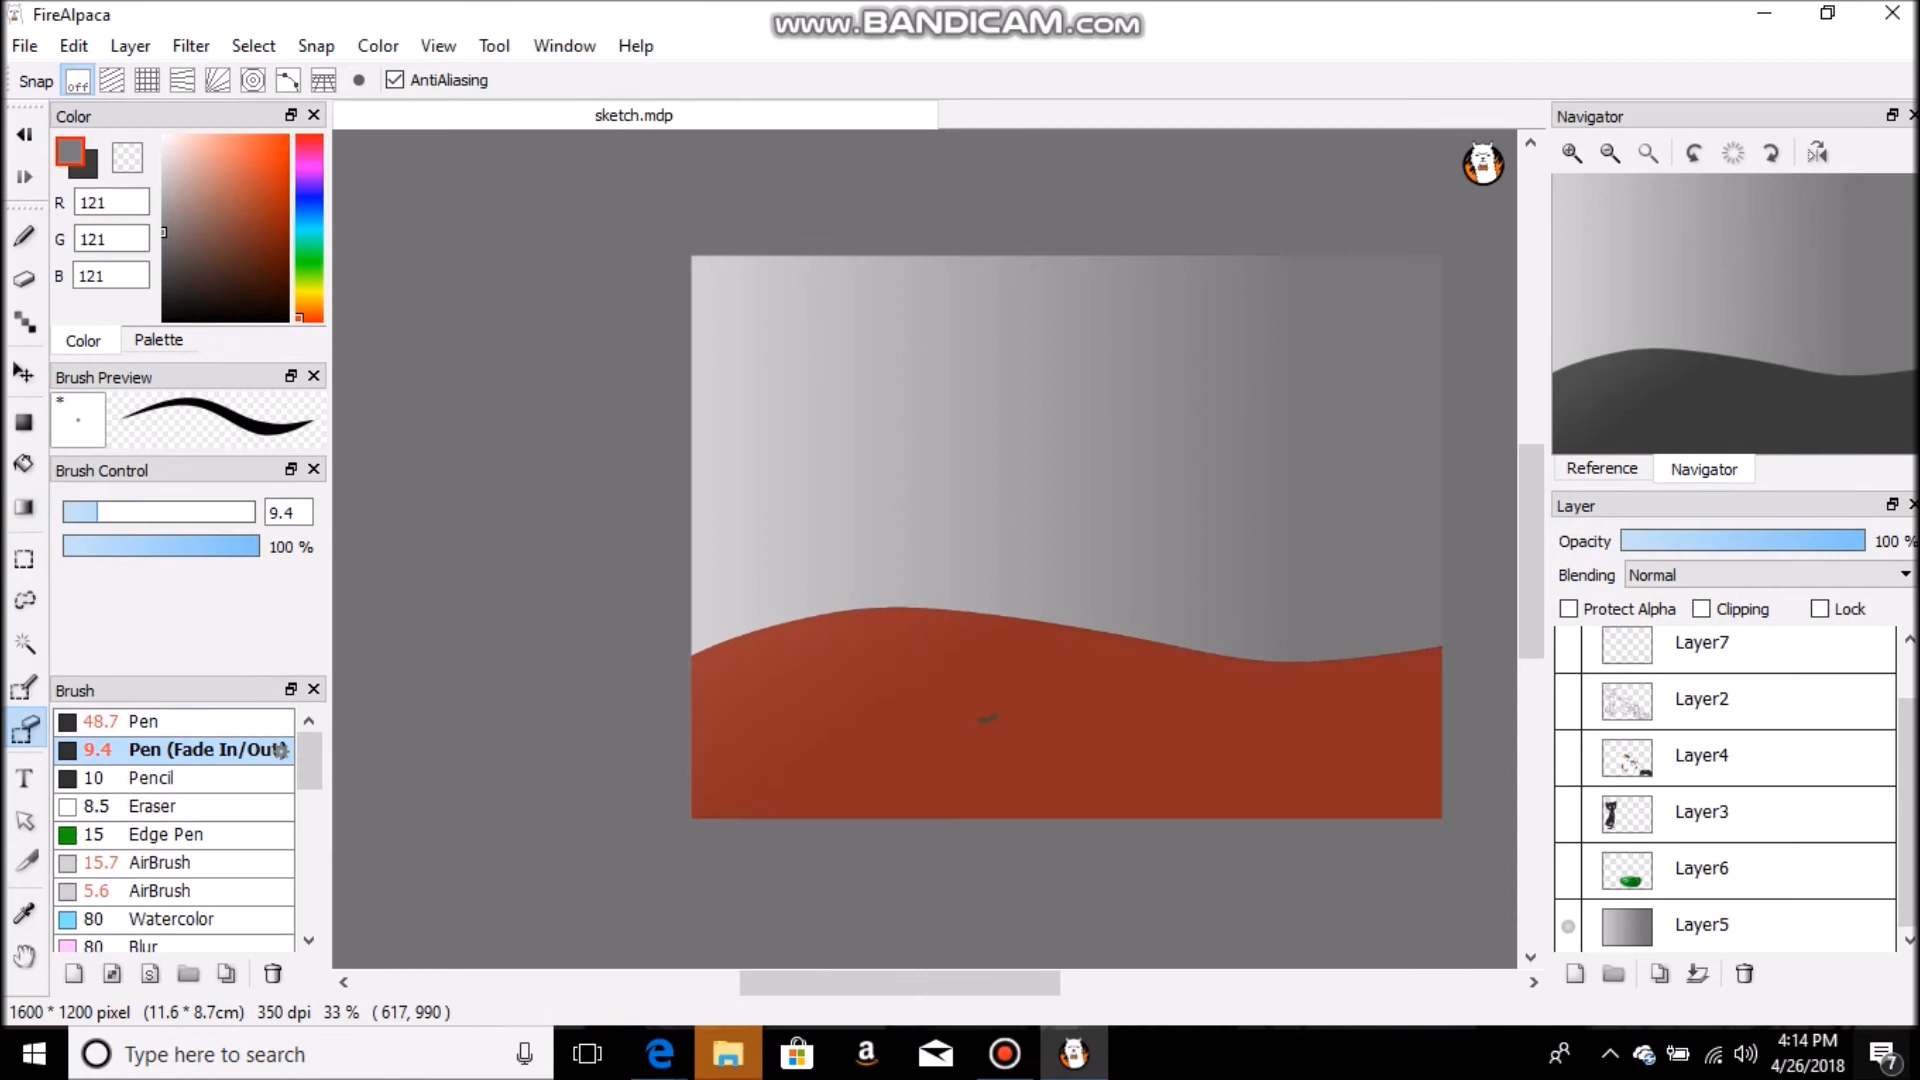 FireAlpaca
www.BANDICAM.com
File Edit Layer Filter Select Snap Color View Tool Window Help
Snap off AntiAliasing
Color
sketch.mdp
Navigator
R 121
G 121
B 121
Color Palette
Brush Preview
*
Brush Control
9.4
100 %
Reference Navigator
Layer
Opacity 100 %
Blending Normal
Protect Alpha Clipping Lock
Layer7
Layer2
Layer4
Layer3
Layer6
Layer5
Brush
48.7 Pen
9.4 Pen (Fade In/Out)
10 Pencil
8.5 Eraser
15 Edge Pen
15.7 AirBrush
5.6 AirBrush
80 Watercolor
80 Blur
T
S
1600 * 1200 pixel (11.6 * 8.7cm) 350 dpi 33 % ( 617, 990 )
Type here to search
a
4:14 PM
4/26/2018
7